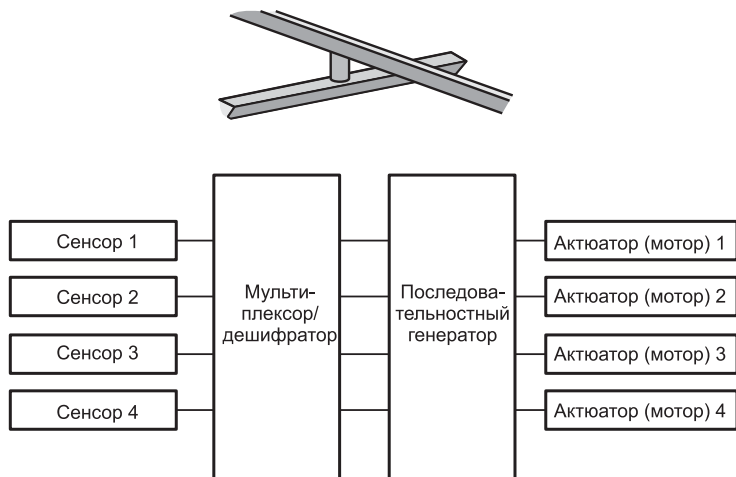 Сенсор 1
Сенсор 2
Сенсор 3
Сенсор 4
Мульти-
плексор/
дешифратор
Последова-
тельностный
генератор
Актюатор (мотор) 1
Актюатор (мотор) 2
Актюатор (мотор) 3
Актюатор (мотор) 4